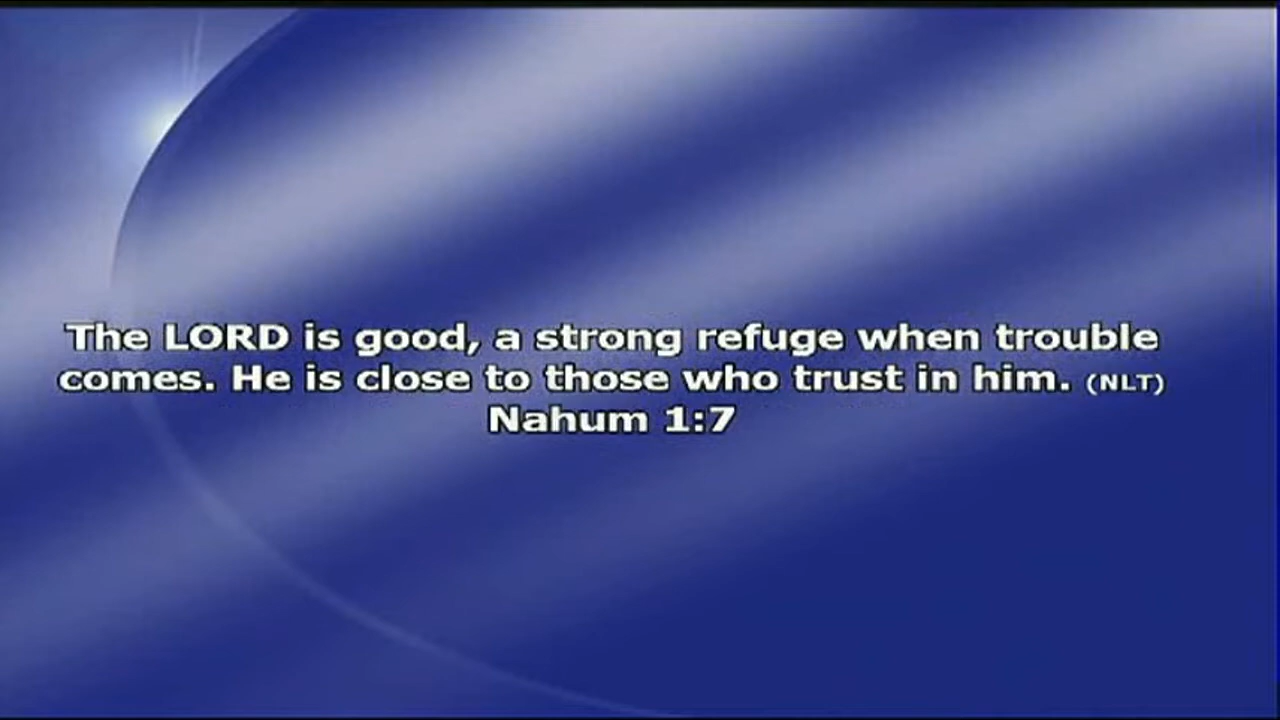 The LORD is good, a strong refuge when trouble
comes. He is close to those who trust in him. (NLT)
Nahum 1:7